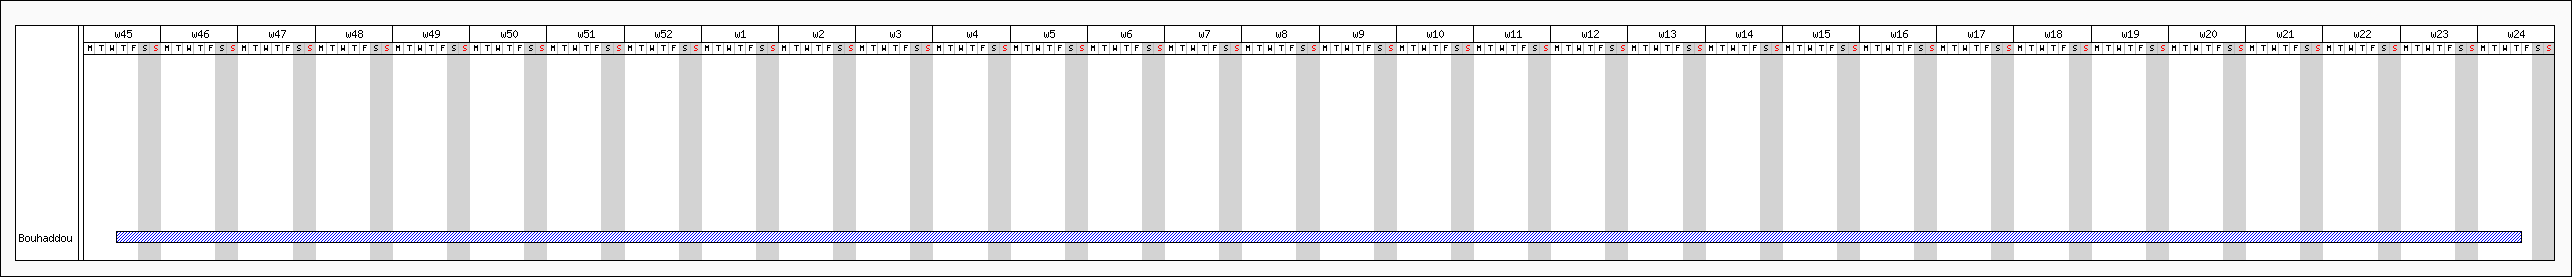 w45 w46 w47 w48 w49 w50 w51 w52 w1 w2 w3 w4 w5 w6 w7 w8 w9 w10 w11 w12 w13 w14 w15 w16 w17 w18 w19 w20 w21 w22 w23 w24
M T W T F S S M T W T F S S M T W T F S S M T W T F S S M T W T F S S M T W T F S S M T W T F S S M T W T F S S M T W T F S S M T W T F S S M T W T F S S M T W T F S S M T W T F S S M T W T F S S M T W T F S S M T W T F S S M T W T F S S M T W T F S S M T W T F S S M T W T F S S M T W T F S S M T W T F S S M T W T F S S M T W T F S S M T W T F S S M T W T F S S M T W T F S S M T W T F S S M T W T F S S M T W T F S S M T W T F S S M T W T F S S
Bouhaddou